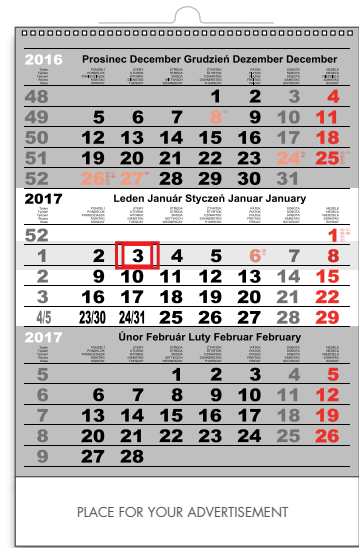 2016 Prosinec December Grudzień Dezember December
48 1 2 3 4
49 5 6 7 8 9 10 11
50 12 13 14 15 16 17 18
51 19 20 21 22 23 24 25
52 26 27 28 29 30 31
2017 Leden Január Styczeń Januar January
52 1
1 2 3 4 5 6 7 8
2 9 10 11 12 13 14 15
3 16 17 18 19 20 21 22
4/5 23/30 24/31 25 26 27 28 29
2017 Únor Február Luty Februar February
5 1 2 3 4 5
6 6 7 8 9 10 11 12
7 13 14 15 16 17 18 19
8 20 21 22 23 24 25 26
9 27 28
PLACE FOR YOUR ADVERTISEMENT